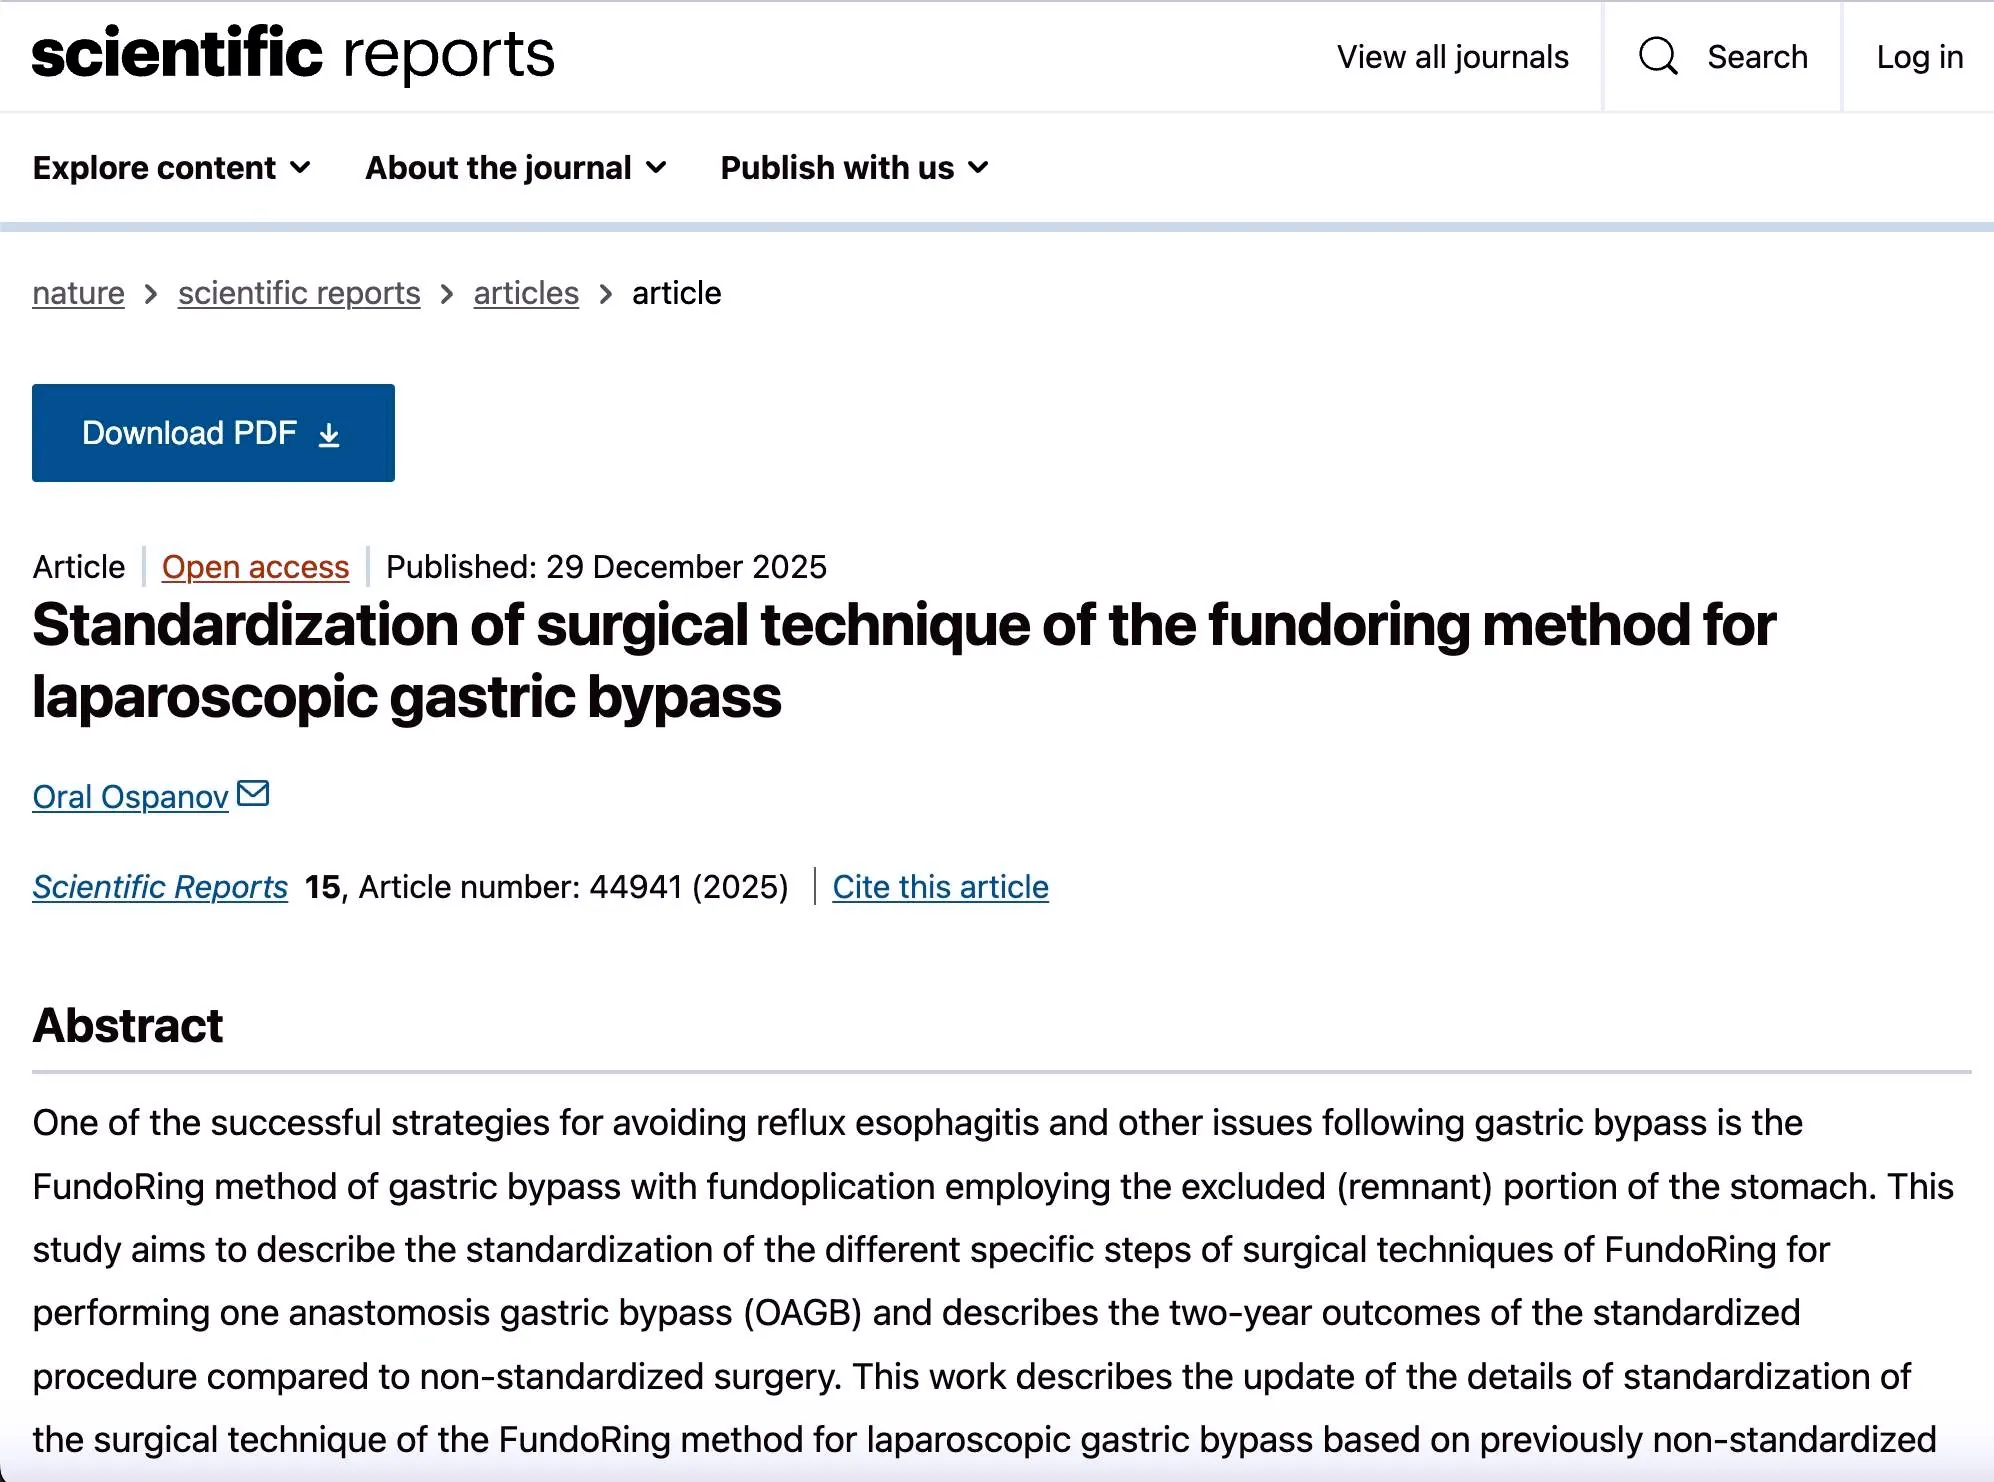 scientific reports
View all journals
Search
Log in
Explore content
About the journal
Publish with us
nature > scientific reports > articles > article
Download PDF
Article | Open access | Published: 29 December 2025
Standardization of surgical technique of the fundoring method for
laparoscopic gastric bypass
Oral Ospanov
Scientific Reports 15, Article number: 44941 (2025) | Cite this article
Abstract
One of the successful strategies for avoiding reflux esophagitis and other issues following gastric bypass is the
FundoRing method of gastric bypass with fundoplication employing the excluded (remnant) portion of the stomach. This
study aims to describe the standardization of the different specific steps of surgical techniques of FundoRing for
performing one anastomosis gastric bypass (OAGB) and describes the two-year outcomes of the standardized
procedure compared to non-standardized surgery. This work describes the update of the details of standardization of
the surgical technique of the FundoRing method for laparoscopic gastric bypass based on previously non-standardized